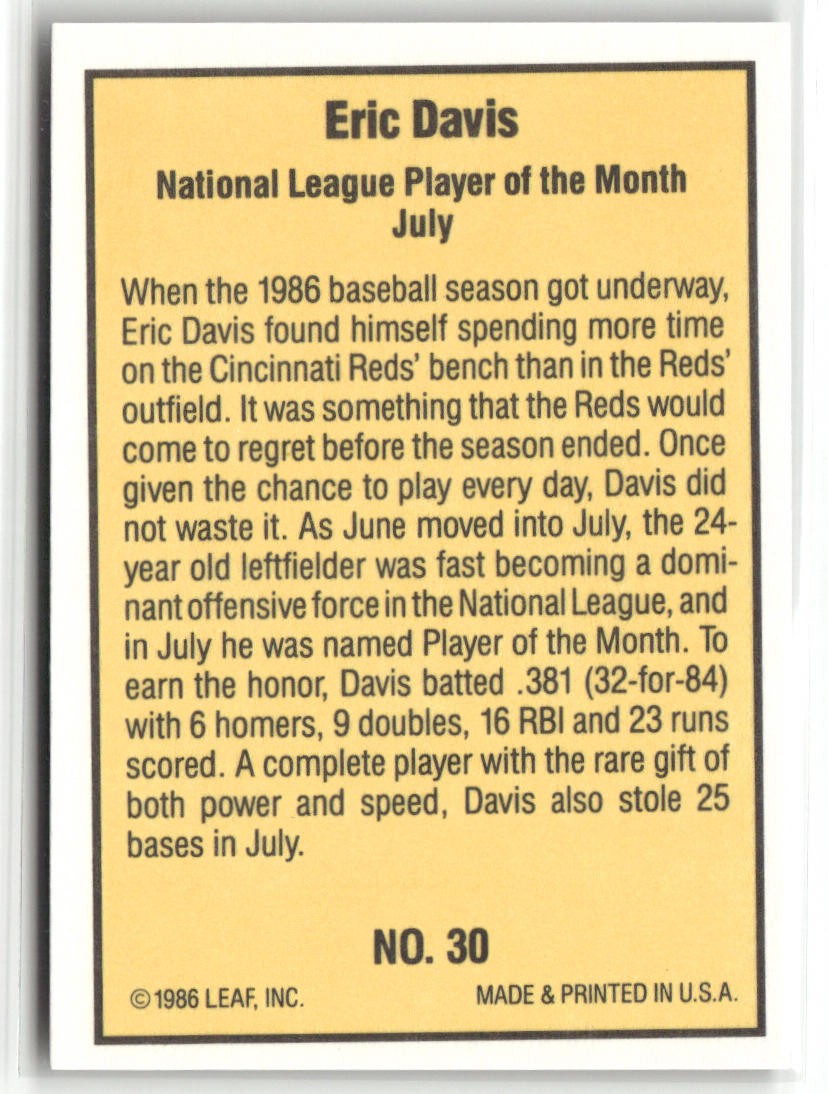 Eric Davis
National League Player of the Month
July
When the 1986 baseball season got underway,
Eric Davis found himself spending more time
on the Cincinnati Reds' bench than in the Reds'
outfield. It was something that the Reds would
come to regret before the season ended. Once
given the chance to play every day, Davis did
not waste it. As June moved into July, the 24-
year old leftfielder was fast becoming a domi-
nant offensive force in the National League, and
in July he was named Player of the Month. To
earn the honor, Davis batted .381 (32-for-84)
with 6 homers, 9 doubles, 16 RBI and 23 runs
scored. A complete player with the rare gift of
both power and speed, Davis also stole 25
bases in July.
NO. 30
©1986 LEAF, INC. MADE & PRINTED IN U.S.A.